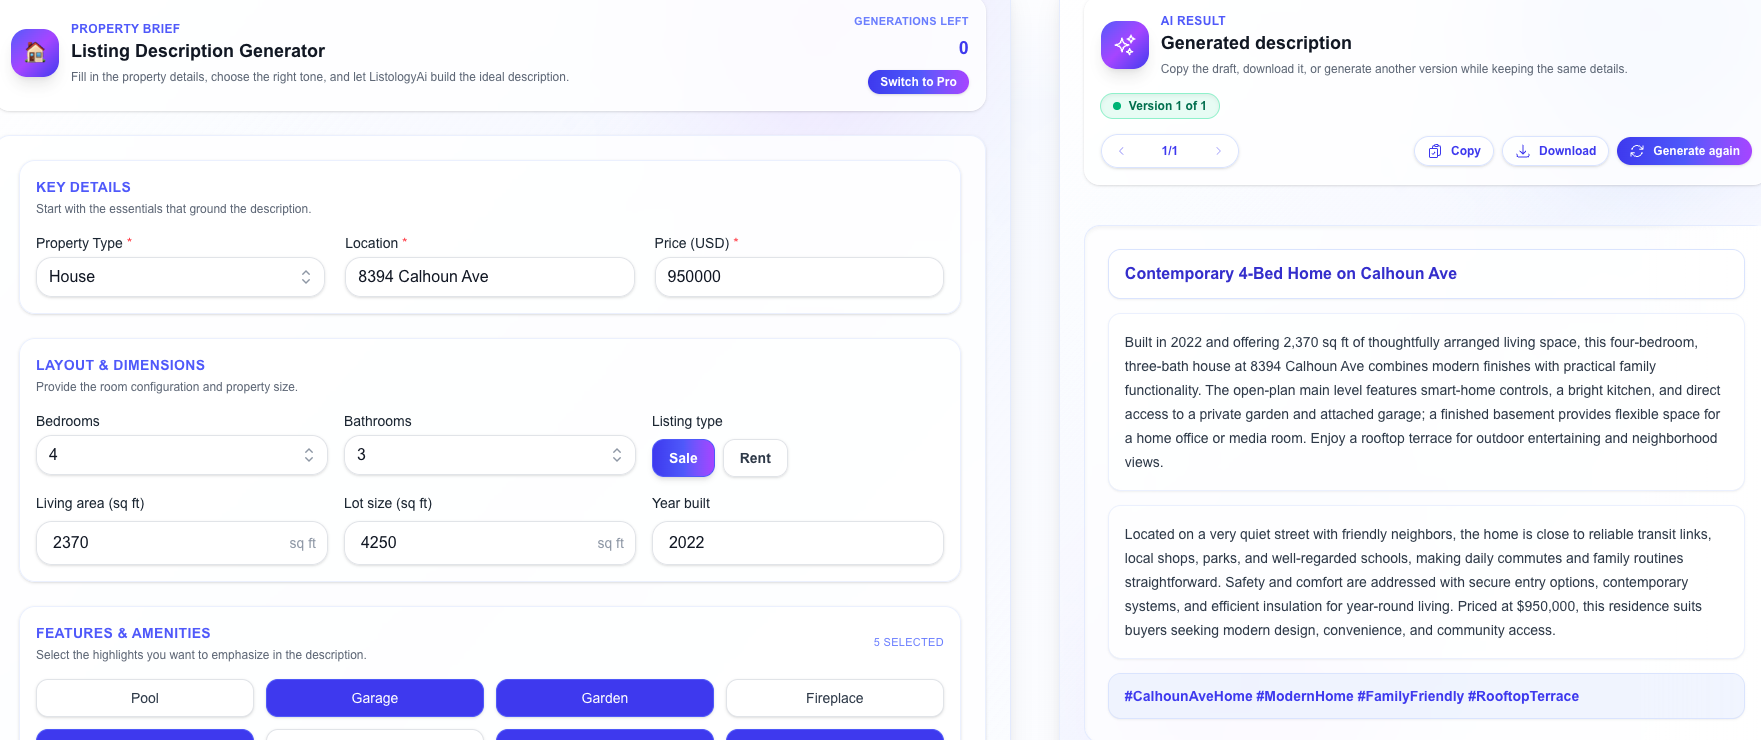 PROPERTY BRIEF
Listing Description Generator
Fill in the property details, choose the right tone, and let ListologyAi build the ideal description.
GENERATIONS LEFT
0
Switch to Pro
KEY DETAILS
Start with the essentials that ground the description.
Property Type *
Location *
Price (USD) *
House
8394 Calhoun Ave
950000
LAYOUT & DIMENSIONS
Provide the room configuration and property size.
Bedrooms
Bathrooms
Listing type
4
3
Sale
Rent
Living area (sq ft)
Lot size (sq ft)
Year built
2370 sq ft
4250 sq ft
2022
FEATURES & AMENITIES
Select the highlights you want to emphasize in the description.
5 SELECTED
Pool
Garage
Garden
Fireplace
AI RESULT
Generated description
Copy the draft, download it, or generate another version while keeping the same details.
Version 1 of 1
1/1
Copy
Download
Generate again
Contemporary 4-Bed Home on Calhoun Ave
Built in 2022 and offering 2,370 sq ft of thoughtfully arranged living space, this four-bedroom,
three-bath house at 8394 Calhoun Ave combines modern finishes with practical family
functionality. The open-plan main level features smart-home controls, a bright kitchen, and direct
access to a private garden and attached garage; a finished basement provides flexible space for
a home office or media room. Enjoy a rooftop terrace for outdoor entertaining and neighborhood
views.
Located on a very quiet street with friendly neighbors, the home is close to reliable transit links,
local shops, parks, and well-regarded schools, making daily commutes and family routines
straightforward. Safety and comfort are addressed with secure entry options, contemporary
systems, and efficient insulation for year-round living. Priced at $950,000, this residence suits
buyers seeking modern design, convenience, and community access.
#CalhounAveHome #ModernHome #FamilyFriendly #RooftopTerrace